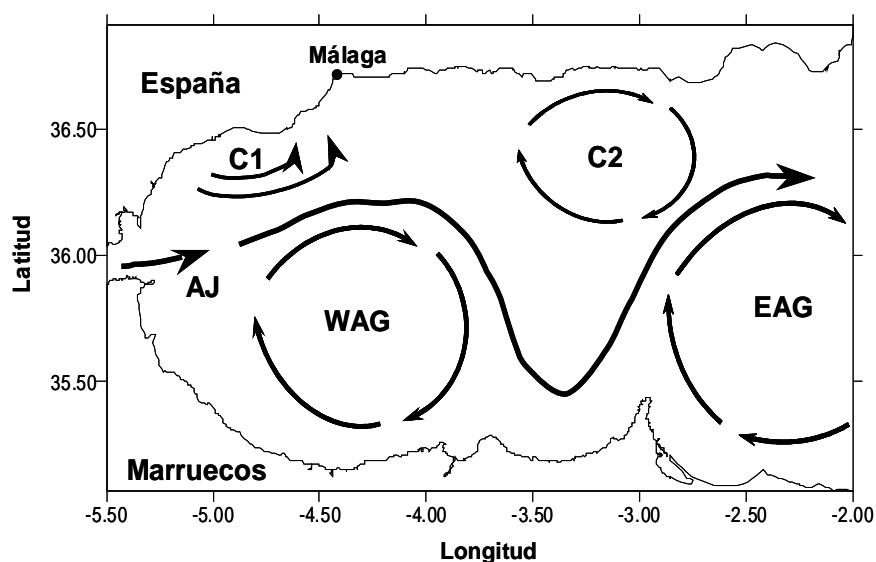 Málaga
España
C1
C2
AJ
WAG
EAG
Marruecos
36.50
36.00
35.50
Latitud
-5.50 -5.00 -4.50 -4.00 -3.50 -3.00 -2.50 -2.00
Longitud